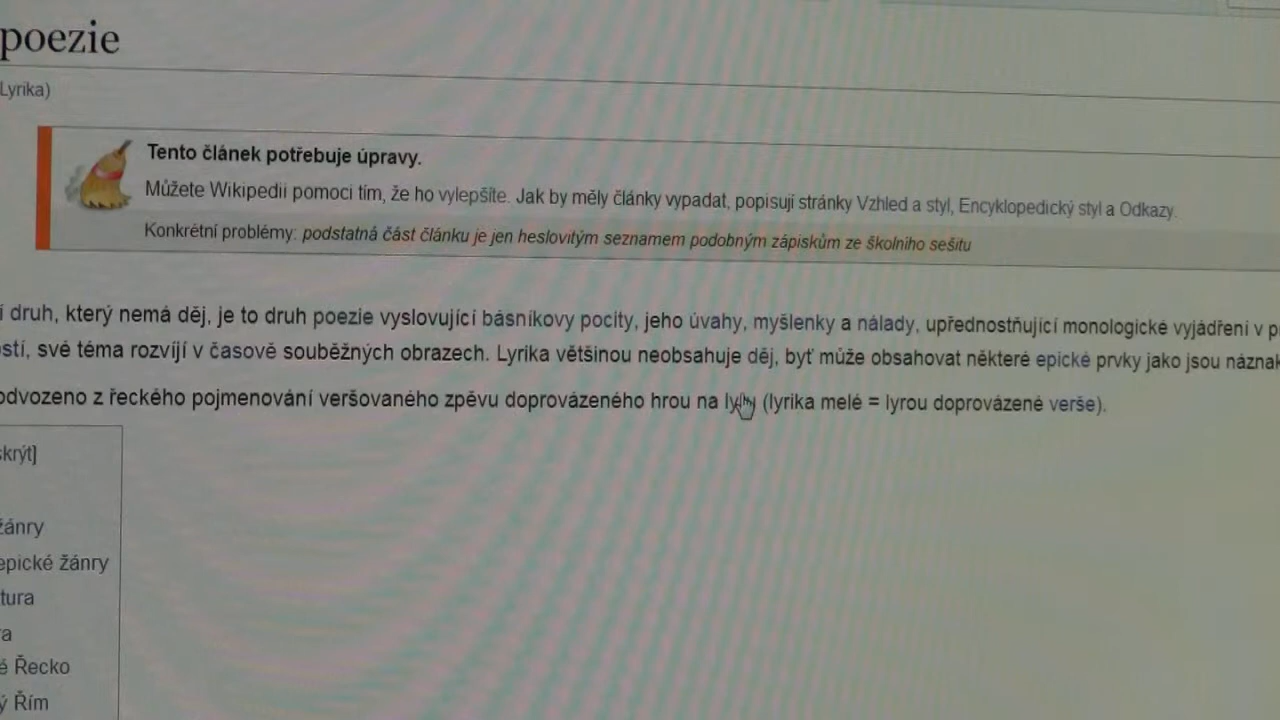 poezie
Lyrika)
Tento článek potřebuje úpravy.
Můžete Wikipedii pomoci tím, že ho vylepšíte. Jak by měly články vypadat, popisují stránky Vzhled a styl, Encyklopedický styl a Odkazy.
Konkrétní problémy: podstatná část článku je jen heslovitým seznamem podobným zápiskům ze školního sešitu
druh, který nemá děj, je to druh poezie vyslovující básníkovy pocity, jeho úvahy, myšlenky a nálady, upřednostňující monologické vyjádření v
své téma rozvíjí v časově souběžných obrazech. Lyrika většinou neobsahuje děj, byť může obsahovat některé epické prvky jako jsou náznak
odvozeno z řeckého pojmenování veršovaného zpěvu doprovázeného hrou na (lyrika melé = lyrou doprovázené verše).
skrýt]
žánry
epické žánry
tura
ra
é Řecko
ý Řím